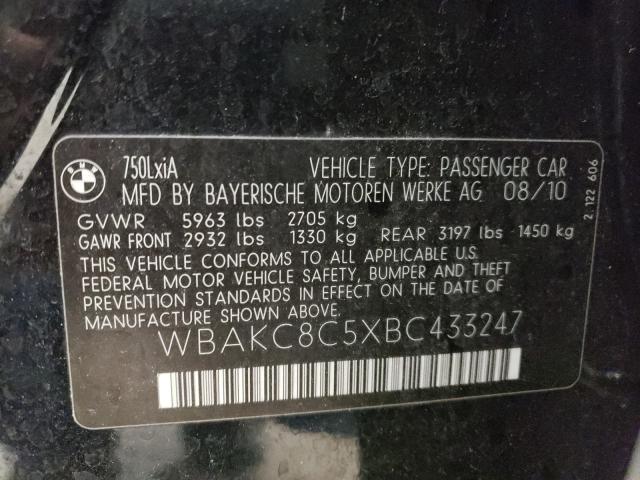 BMW
750LxiA VEHICLE TYPE: PASSENGER CAR
MFD BY BAYERISCHE MOTOREN WERKE AG 08/10
GVWR 5963 lbs 2705 kg
GAWR FRONT 2932 lbs 1330 kg REAR 3197 lbs 1450 kg
THIS VEHICLE CONFORMS TO ALL APPLICABLE U.S.
FEDERAL MOTOR VEHICLE SAFETY, BUMPER AND THEFT
PREVENTION STANDARDS IN EFFECT ON THE DATE OF
MANUFACTURE SHOWN ABOVE.
WBAKC8C5XBC433247
2 122 606